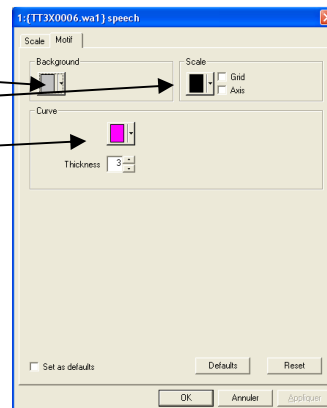 1:{TT3X0006.wa1} speech
Scale Motif
Background Scale
Grid
Axis
Curve
Thickness 3
Set as defaults Defaults Reset
OK Annuler Appliquer